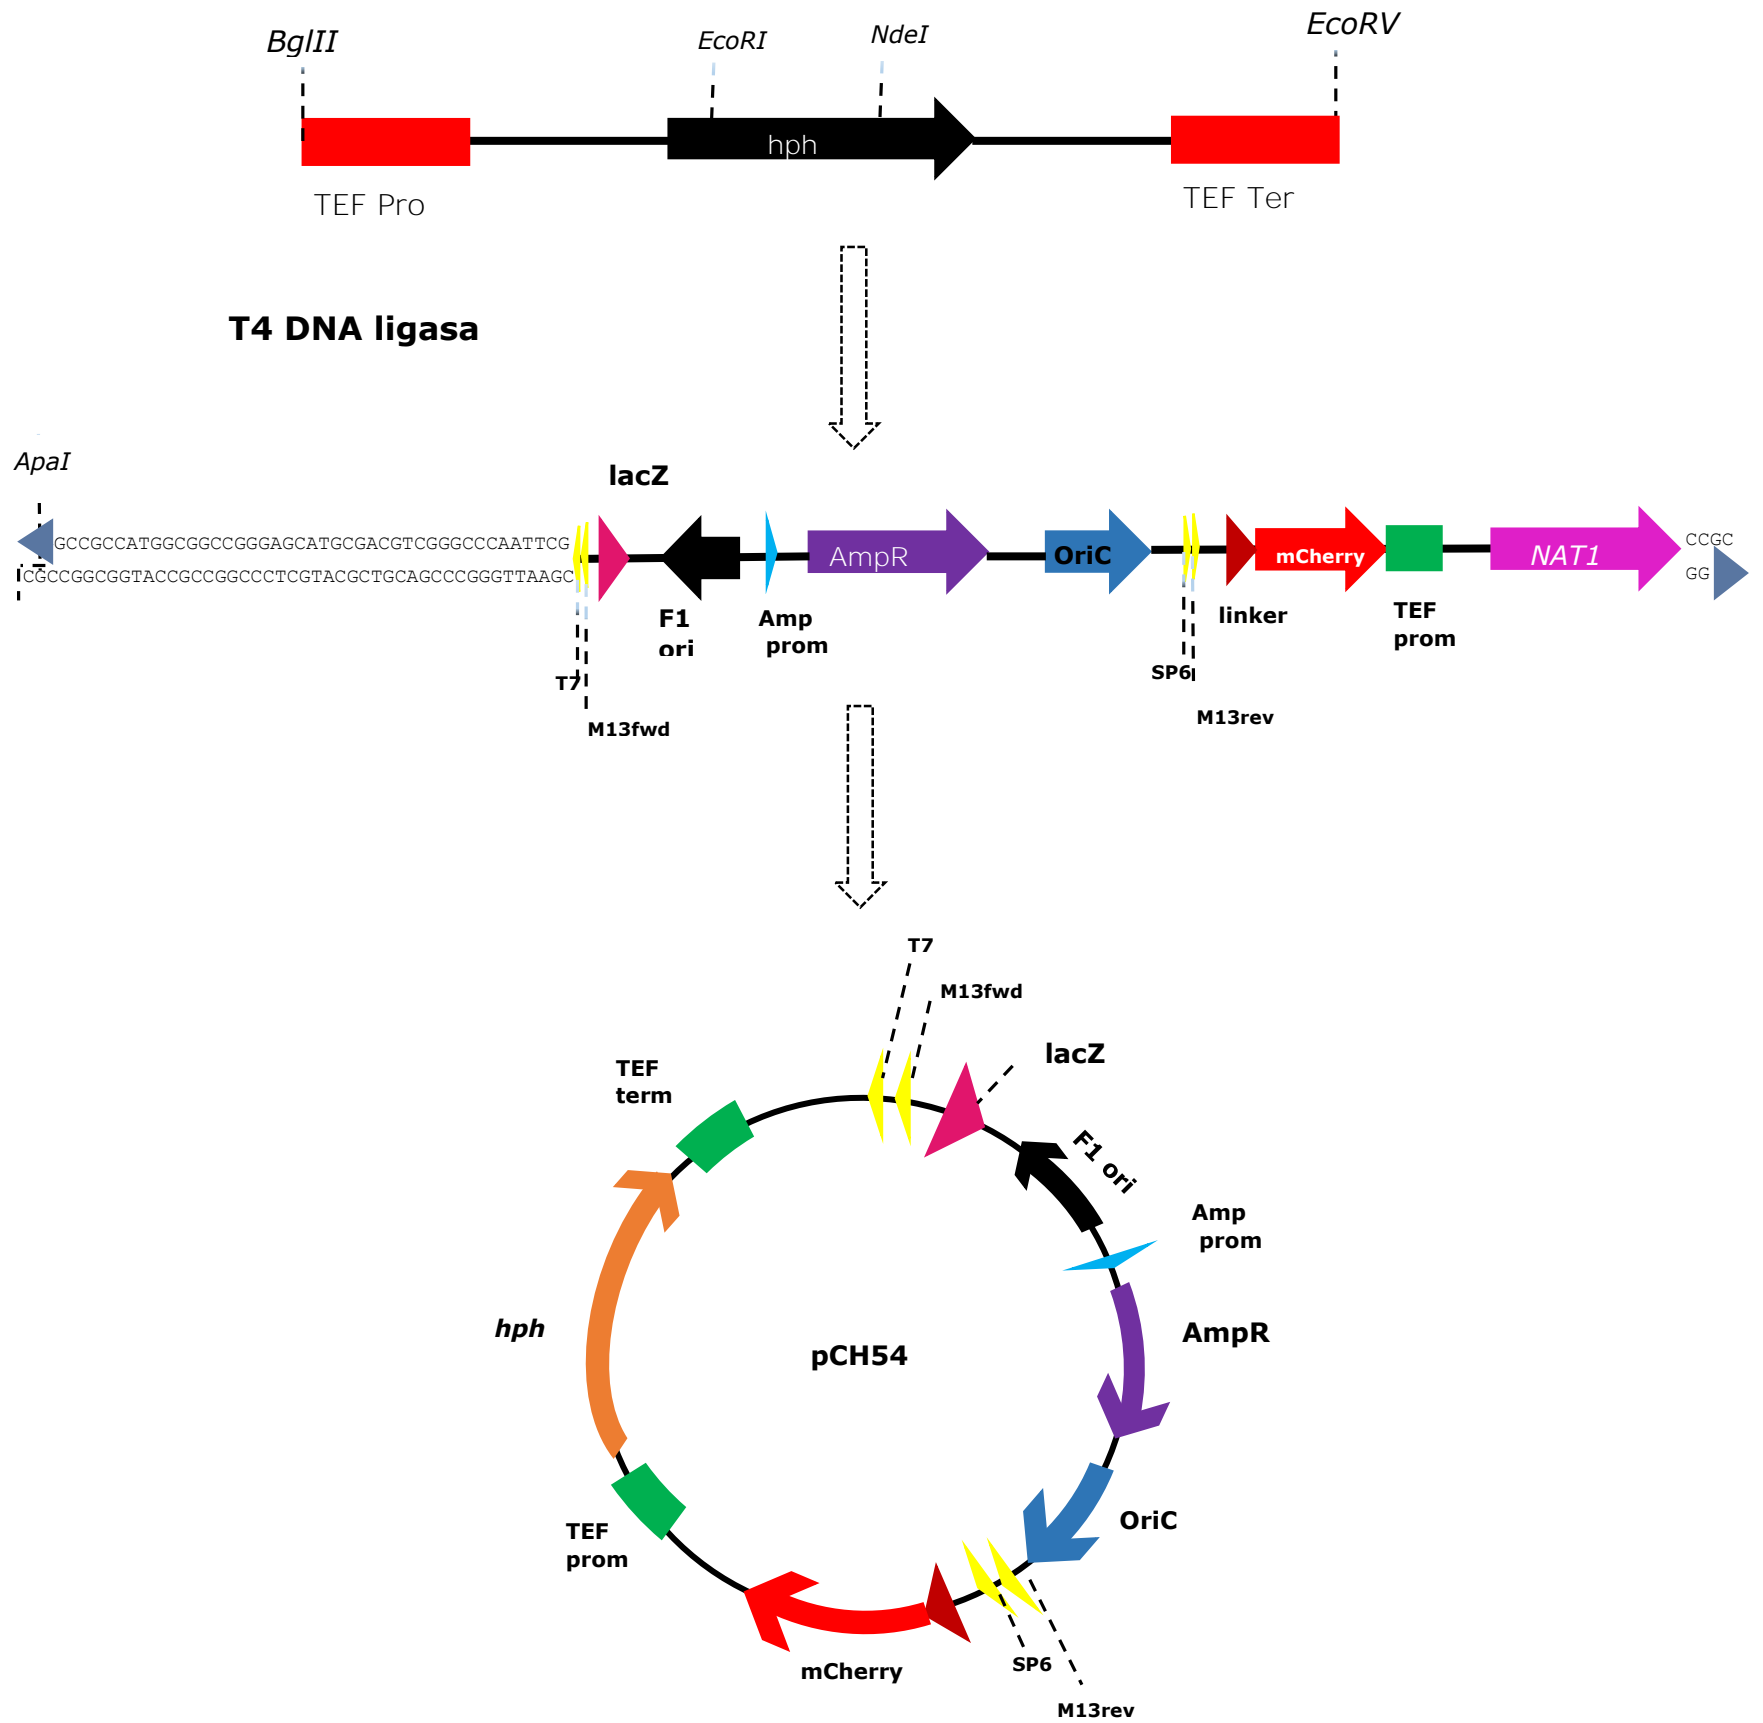 BglII
EcoRI
NdeI
EcoRV
hph
TEF Pro
TEF Ter
T4 DNA ligasa
ApaI
lacZ
GCCGCCATGGCGGCCGGGAGCATGCGACGTCGGGCCCAATTCG
CGCCGGCGGTACCGCCGGCCCTCGTACGCTGCAGCCCGGGTTAAGC
AmpR
OriC
mCherry
NAT1
CCGC
GG
F1
ori
Amp
prom
linker
TEF
prom
T7
M13fwd
SP6
M13rev
T7
M13fwd
lacZ
TEF
term
F1 ori
Amp
prom
AmpR
hph
pCH54
OriC
TEF
prom
mCherry
SP6
M13rev